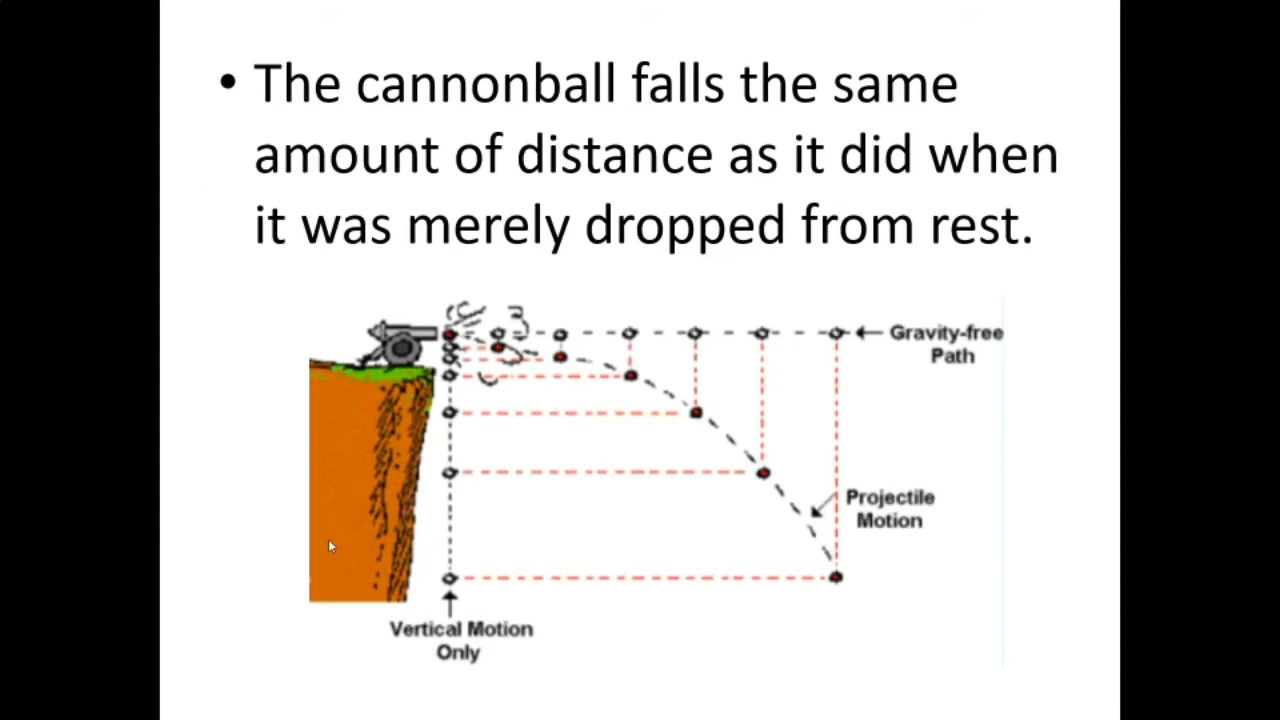 • The cannonball falls the same
amount of distance as it did when
it was merely dropped from rest.
Gravity-free
Path
Projectile
Motion
Vertical Motion
Only